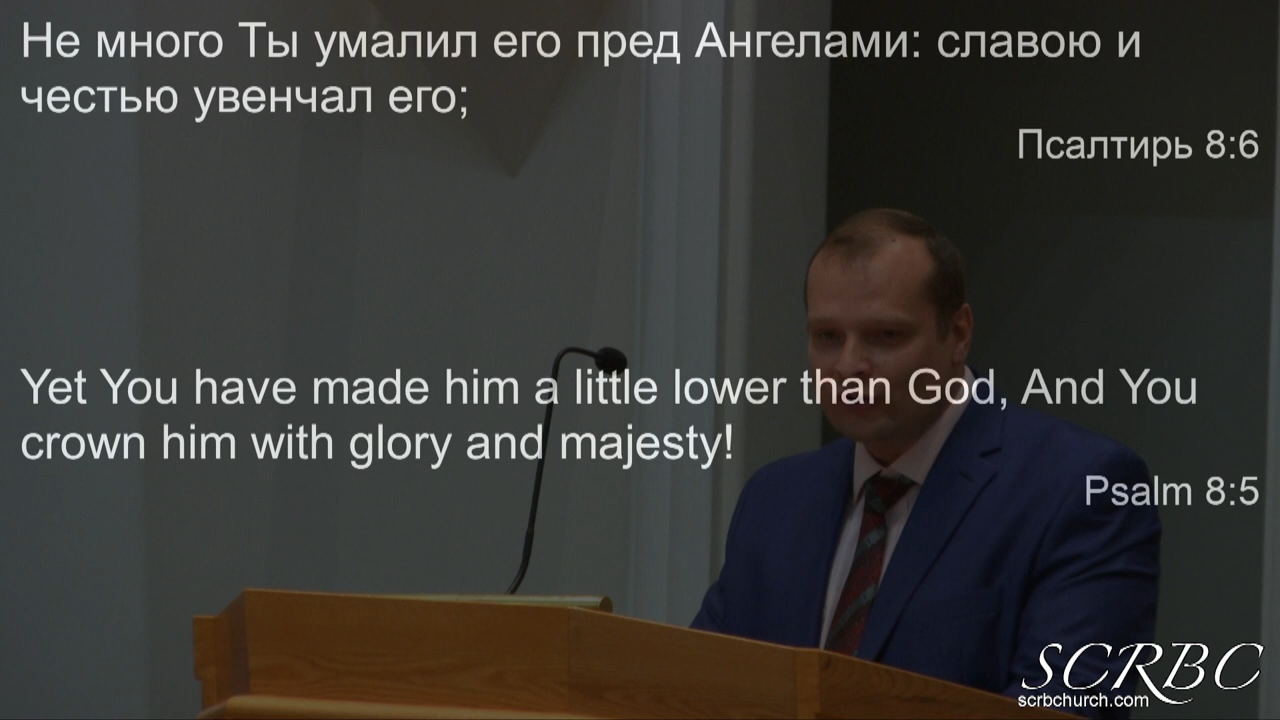 Не много Ты умалил его пред Ангелами: славою и
честью увенчал его;
Псалтирь 8:6
Yet You have made him a little lower than God, And You
crown him with glory and majesty!
Psalm 8:5
SCRBC
scrbchurch.com